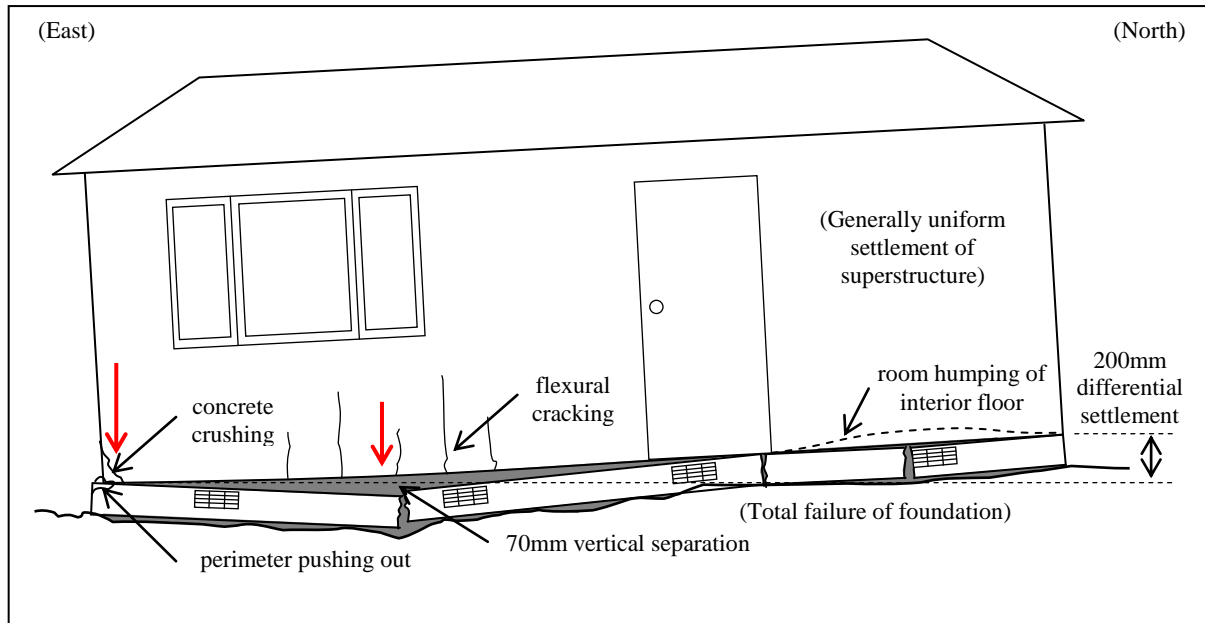 (East)
(North)
(Generally uniform
settlement of
superstructure)
200mm
differential
settlement
room humping of
interior floor
flexural
cracking
concrete
crushing
(Total failure of foundation)
70mm vertical separation
perimeter pushing out